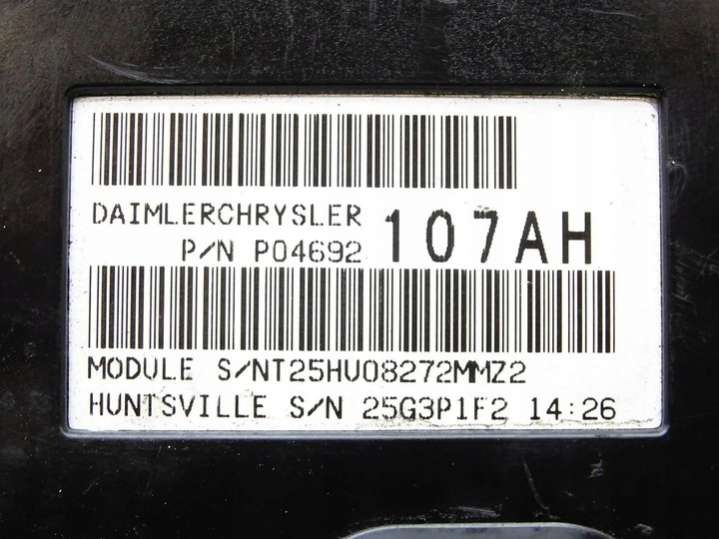 DAIMLERCHRYSLER
P/N P04692 107AH
MODULE S/NT25HU08272MMZ2
HUNTSVILLE S/N 25G3P1F2 14:26